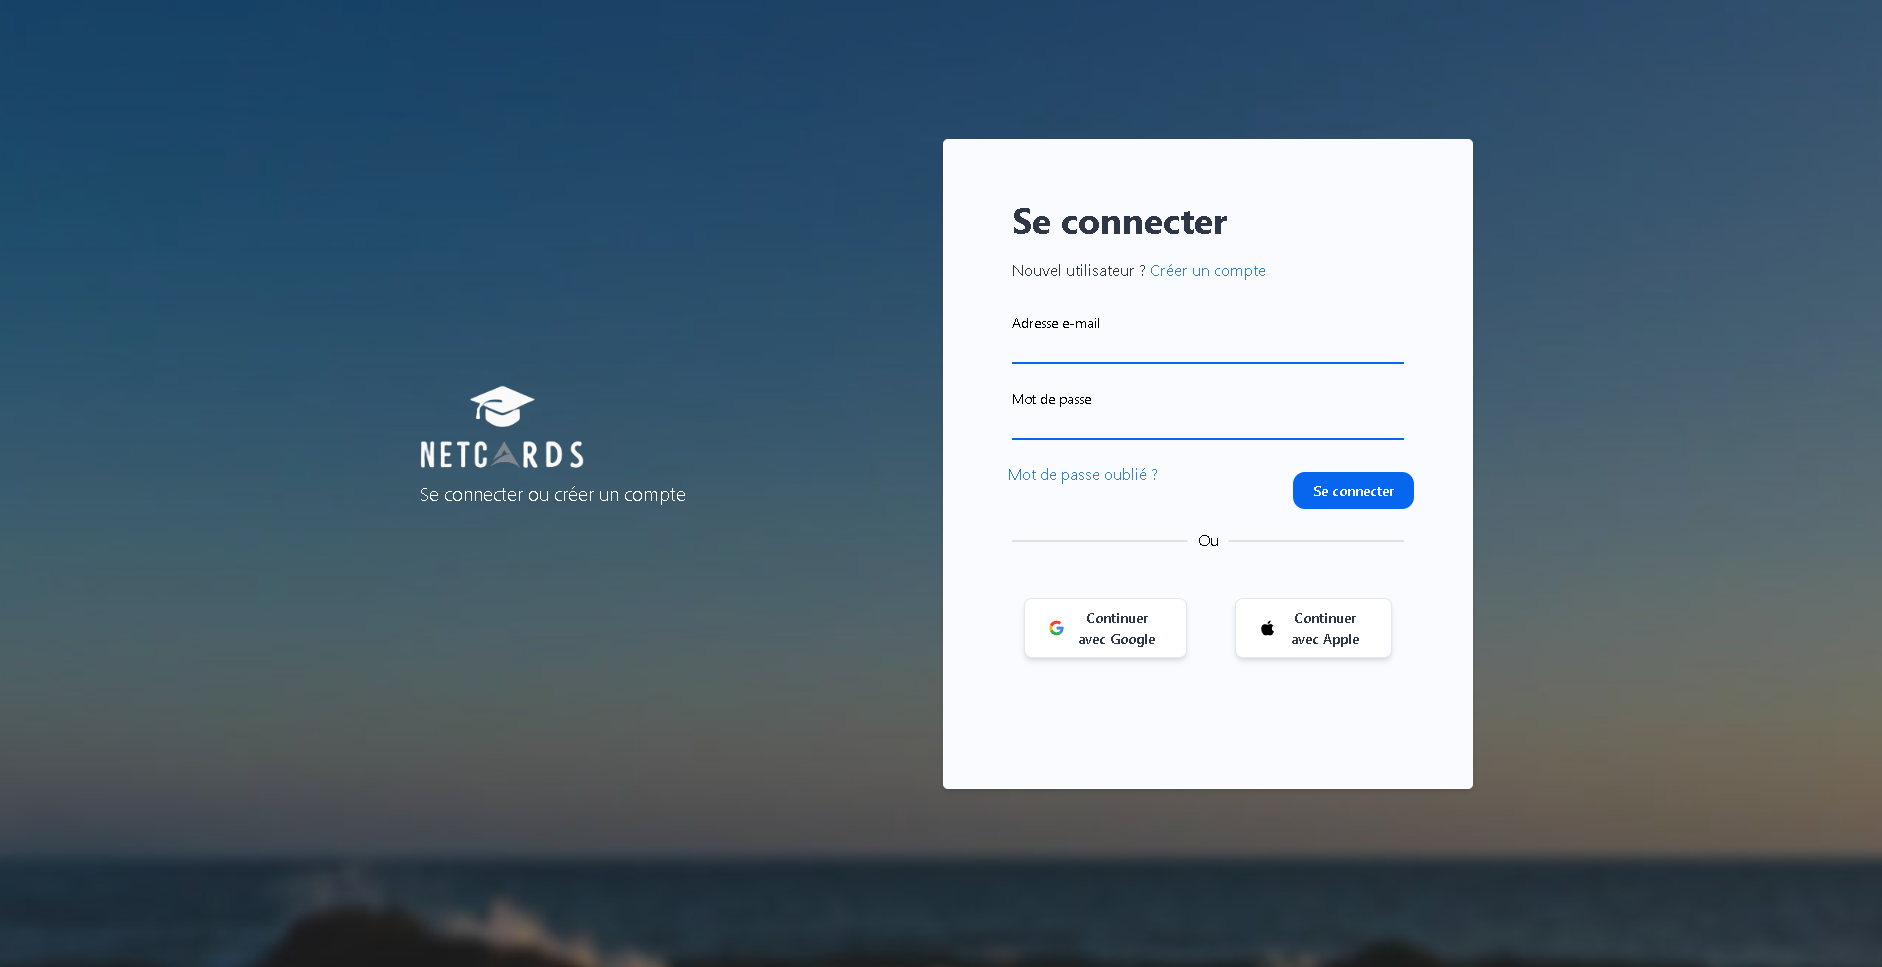 NETCARDS
Se connecter ou créer un compte
Se connecter
Nouvel utilisateur ? Créer un compte
Adresse e-mail
Mot de passe
Mot de passe oublié ?
Se connecter
Ou
Continuer
avec Google
Continuer
avec Apple